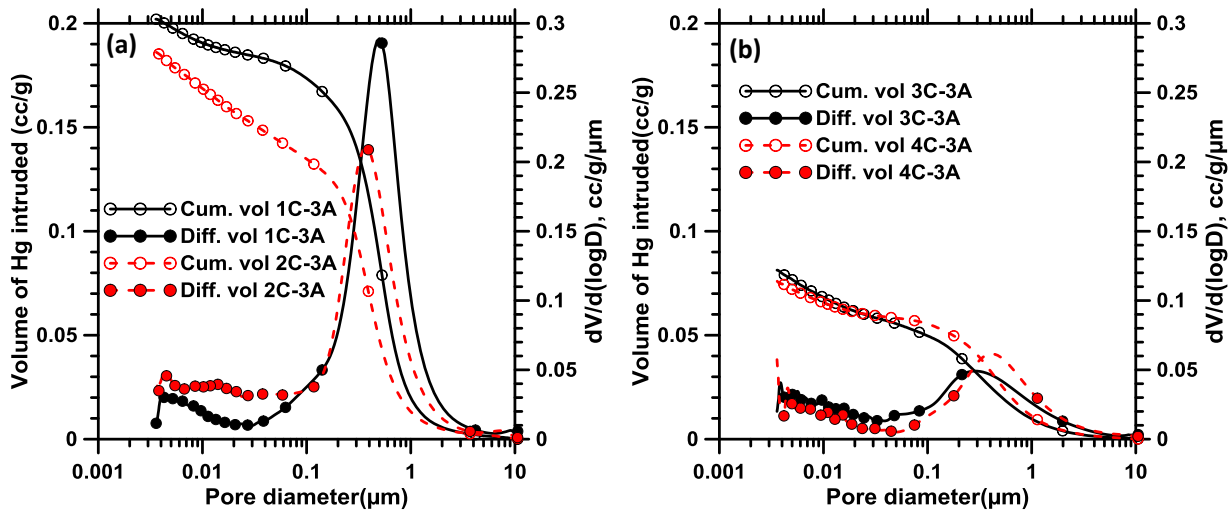 (a)
Volume of Hg intruded (cc/g)
0.2
0.15
0.1
0.05
0
0.3
0.25
0.2
0.15
0.1
0.05
0
dV/d(logD), cc/g/µm
Cum. vol 1C-3A
Diff. vol 1C-3A
Cum. vol 2C-3A
Diff. vol 2C-3A
0.001 0.01 0.1 1 10
Pore diameter(µm)
(b)
Volume of Hg intruded(cc/g)
0.2
0.15
0.1
0.05
0
0.3
0.25
0.2
0.15
0.1
0.05
0
dV/d(logD), cc/g/µm
Cum. vol 3C-3A
Diff. vol 3C-3A
Cum. vol 4C-3A
Diff. vol 4C-3A
0.001 0.01 0.1 1 10
Pore diameter(µm)